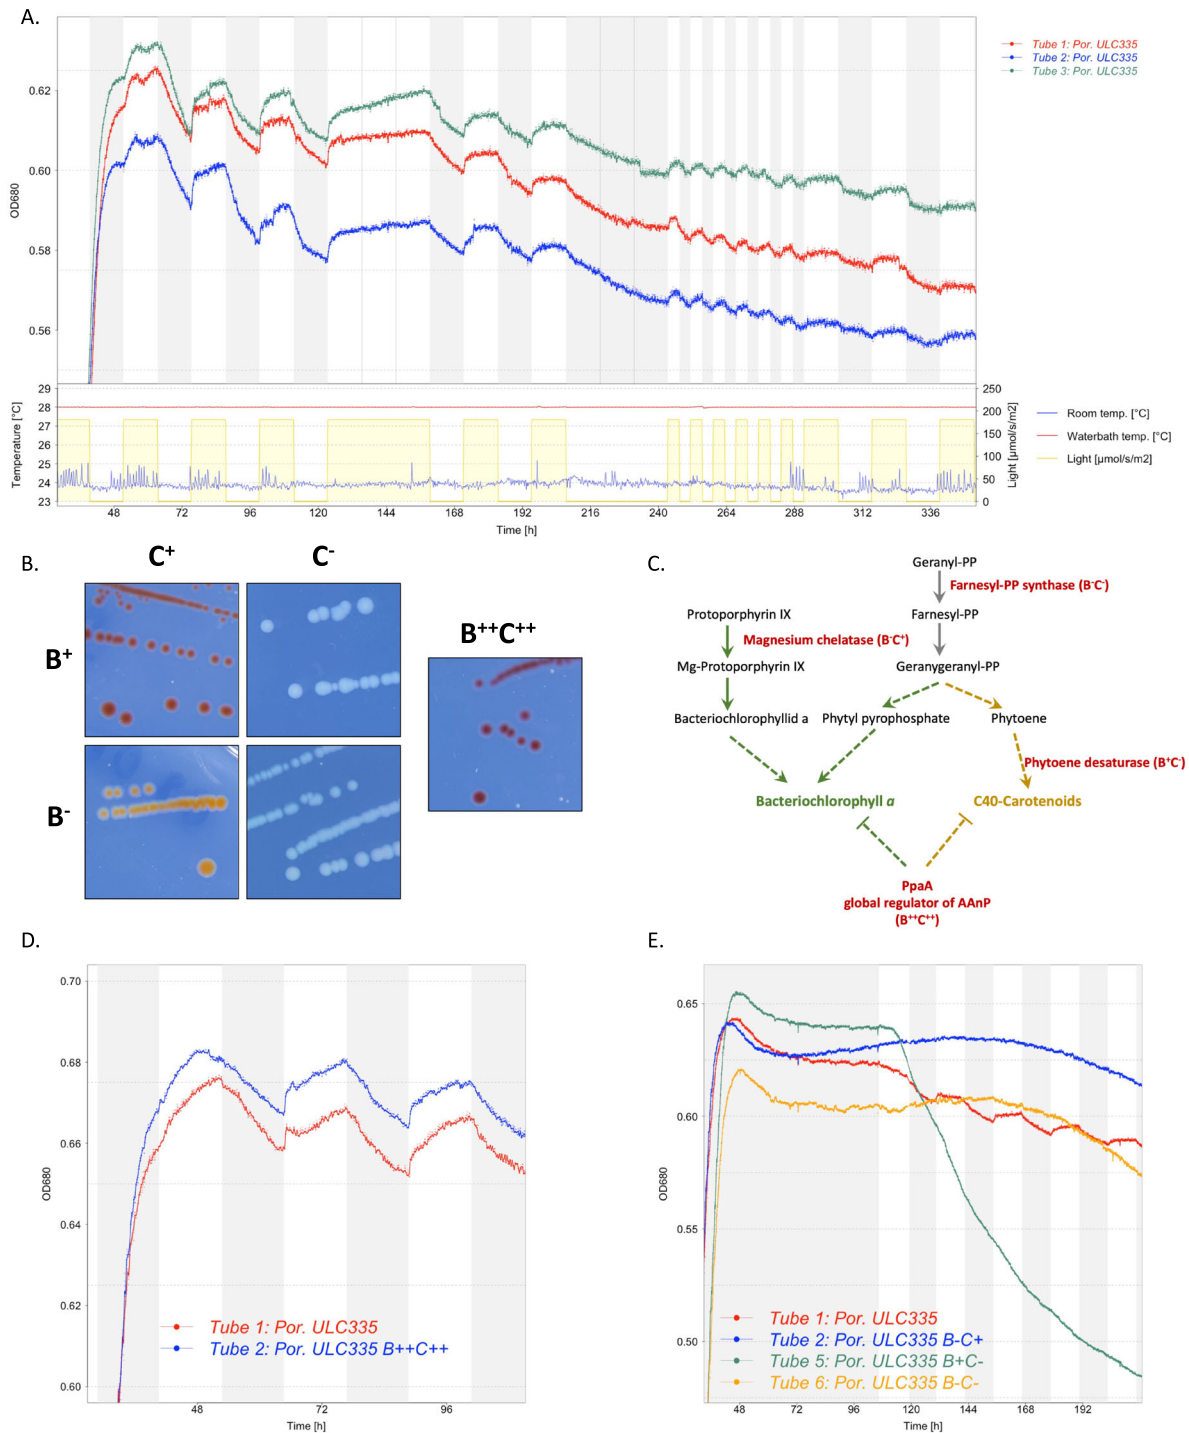 A.
Tube 1: Por. ULC335
Tube 2: Por. ULC335
Tube 3: Por. ULC335
OD680
0.62
0.60
0.58
0.56
29
28
27
26
25
24
23
Temperature [°C]
250
200
150
100
50
0
Light [µmol/s/m2]
Room temp. [°C]
Waterbath temp. [°C]
Light [µmol/s/m2]
48 72 96 120 144 168 192 216 240 264 288 312 336
Time [h]
B.
C+ C-
B+
B-
B++C++
C.
Geranyl-PP
Farnesyl-PP synthase (B-C-)
Protoporphyrin IX
Farnesyl-PP
Magnesium chelatase (B-C+)
Mg-Protoporphyrin IX
Geranygeranyl-PP
Bacteriochlorophyllid a
Phytyl pyrophosphate
Phytoene
Phytoene desaturase (B+C-)
Bacteriochlorophyll a
C40-Carotenoids
PpaA
global regulator of AAnP
(B++C++)
D.
0.70
0.68
0.66
0.64
0.62
0.60
OD680
Tube 1: Por. ULC335
Tube 2: Por. ULC335 B++C++
48 72 96
Time [h]
E.
0.65
0.60
0.55
0.50
OD680
Tube 1: Por. ULC335
Tube 2: Por. ULC335 B-C+
Tube 5: Por. ULC335 B+C-
Tube 6: Por. ULC335 B-C-
48 72 96 120 144 168 192
Time [h]